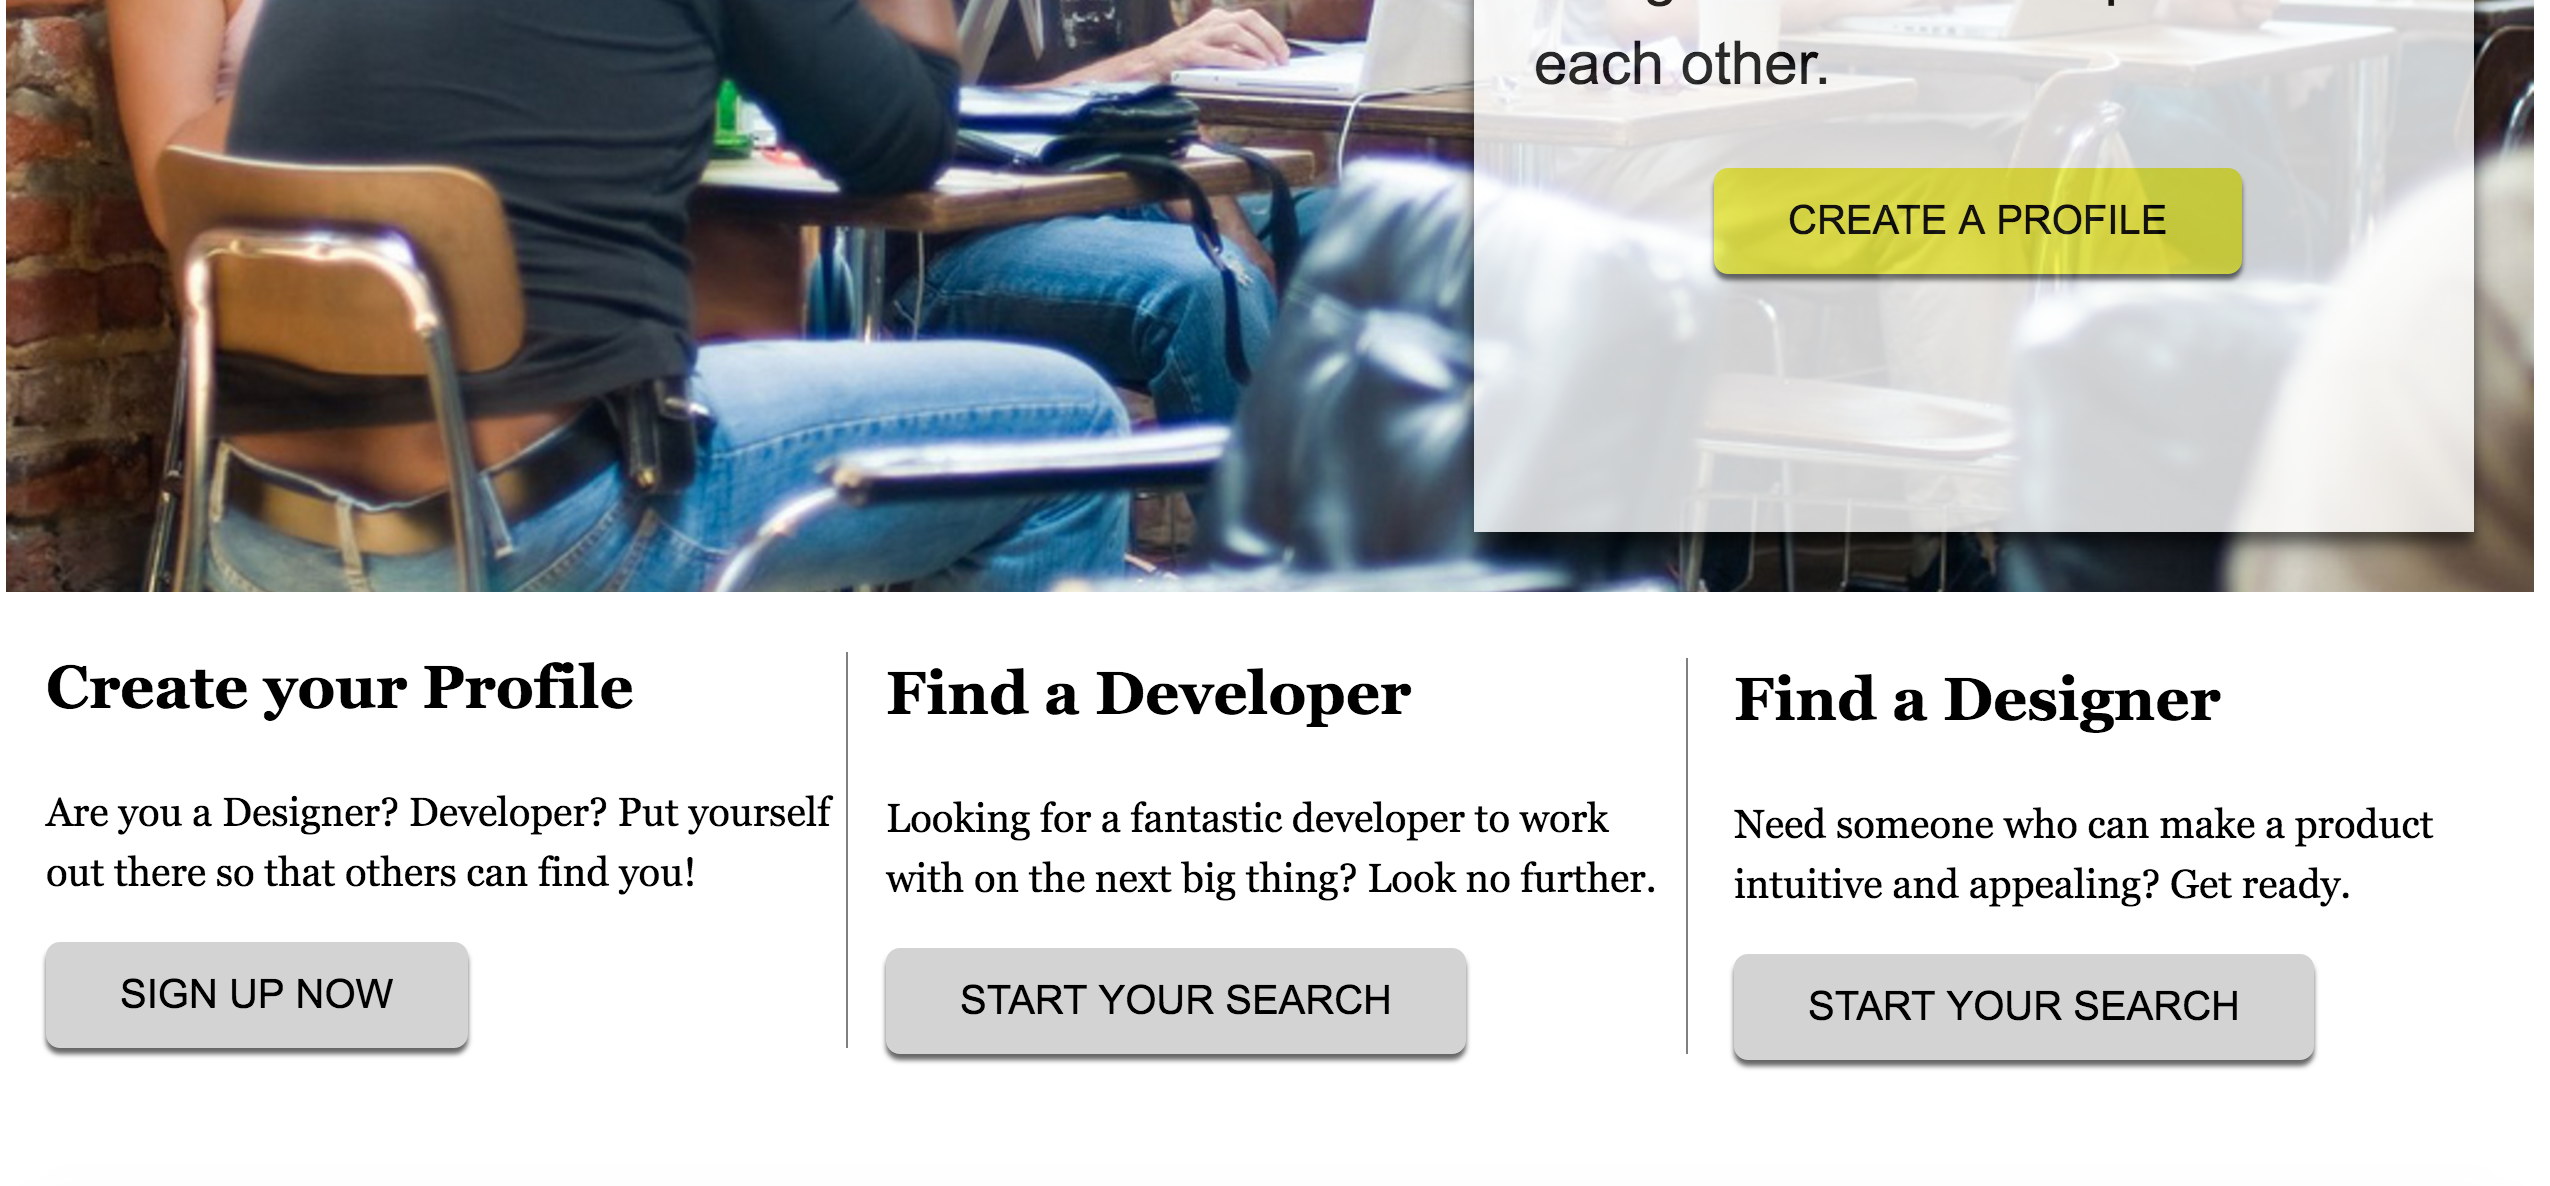 each other.
CREATE A PROFILE
Create your Profile
Are you a Designer? Developer? Put yourself
out there so that others can find you!
SIGN UP NOW
Find a Developer
Looking for a fantastic developer to work
with on the next big thing? Look no further.
START YOUR SEARCH
Find a Designer
Need someone who can make a product
intuitive and appealing? Get ready.
START YOUR SEARCH